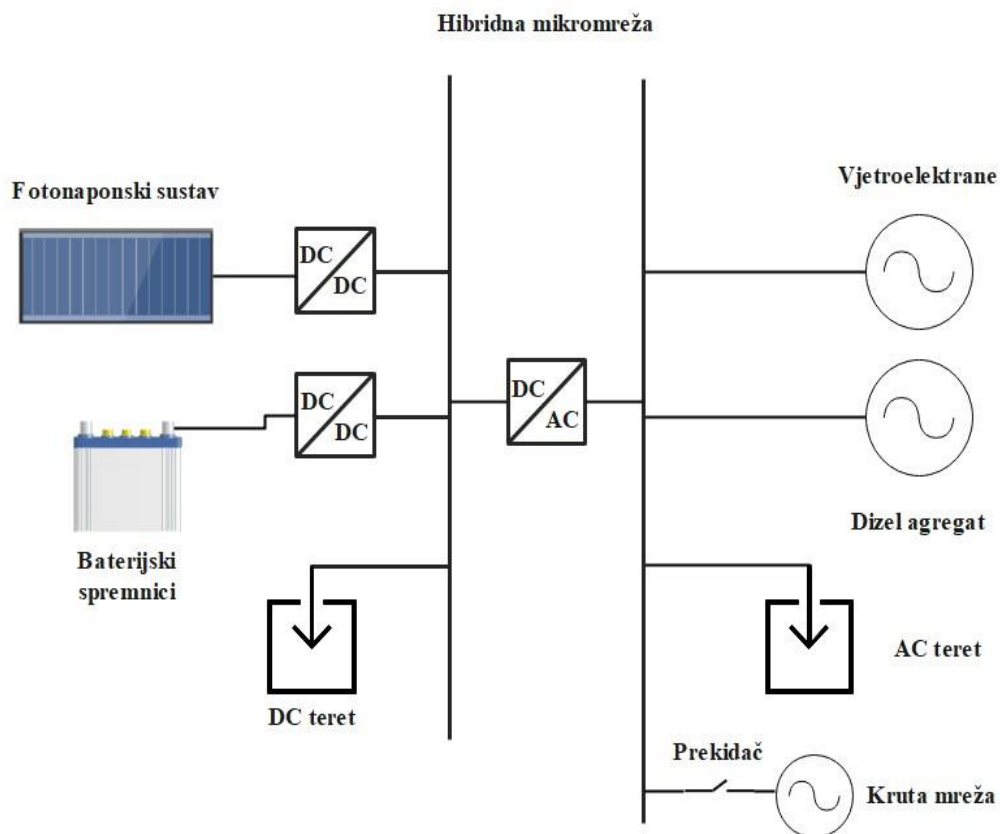 Hibridna mikromreža
Fotonaponski sustav
Vjetroelektrane
DC
DC
DC
DC
DC
AC
Dizel agregat
Baterijski
spremnici
AC teret
DC teret
Prekidač
Kruta mreža